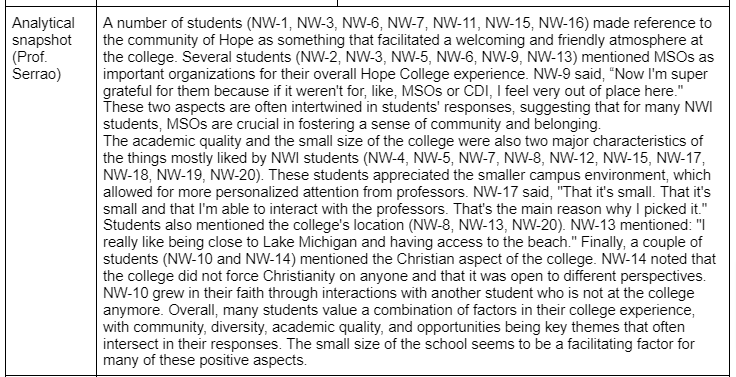 Analytical
snapshot
(Prof.
Serrao)
A number of students (NW-1, NW-3, NW-6, NW-7, NW-11, NW-15, NW-16) made reference to
the community of Hope as something that facilitated a welcoming and friendly atmosphere at
the college. Several students (NW-2, NW-3, NW-5, NW-6, NW-9, NW-13) mentioned MSOs as
important organizations for their overall Hope College experience. NW-9 said, “Now I'm super
grateful for them because if it weren't for, like, MSOs or CDI, I feel very out of place here."
These two aspects are often intertwined in students' responses, suggesting that for many NWI
students, MSOs are crucial in fostering a sense of community and belonging.
The academic quality and the small size of the college were also two major characteristics of
the things mostly liked by NWI students (NW-4, NW-5, NW-7, NW-8, NW-12, NW-15, NW-17,
NW-18, NW-19, NW-20). These students appreciated the smaller campus environment, which
allowed for more personalized attention from professors. NW-17 said, "That it's small. That it's
small and that I'm able to interact with the professors. That's the main reason why I picked it."
Students also mentioned the college's location (NW-8, NW-13, NW-20). NW-13 mentioned: "I
really like being close to Lake Michigan and having access to the beach." Finally, a couple of
students (NW-10 and NW-14) mentioned the Christian aspect of the college. NW-14 noted that
the college did not force Christianity on anyone and that it was open to different perspectives.
NW-10 grew in their faith through interactions with another student who is not at the college
anymore. Overall, many students value a combination of factors in their college experience,
with community, diversity, academic quality, and opportunities being key themes that often
intersect in their responses. The small size of the school seems to be a facilitating factor for
many of these positive aspects.